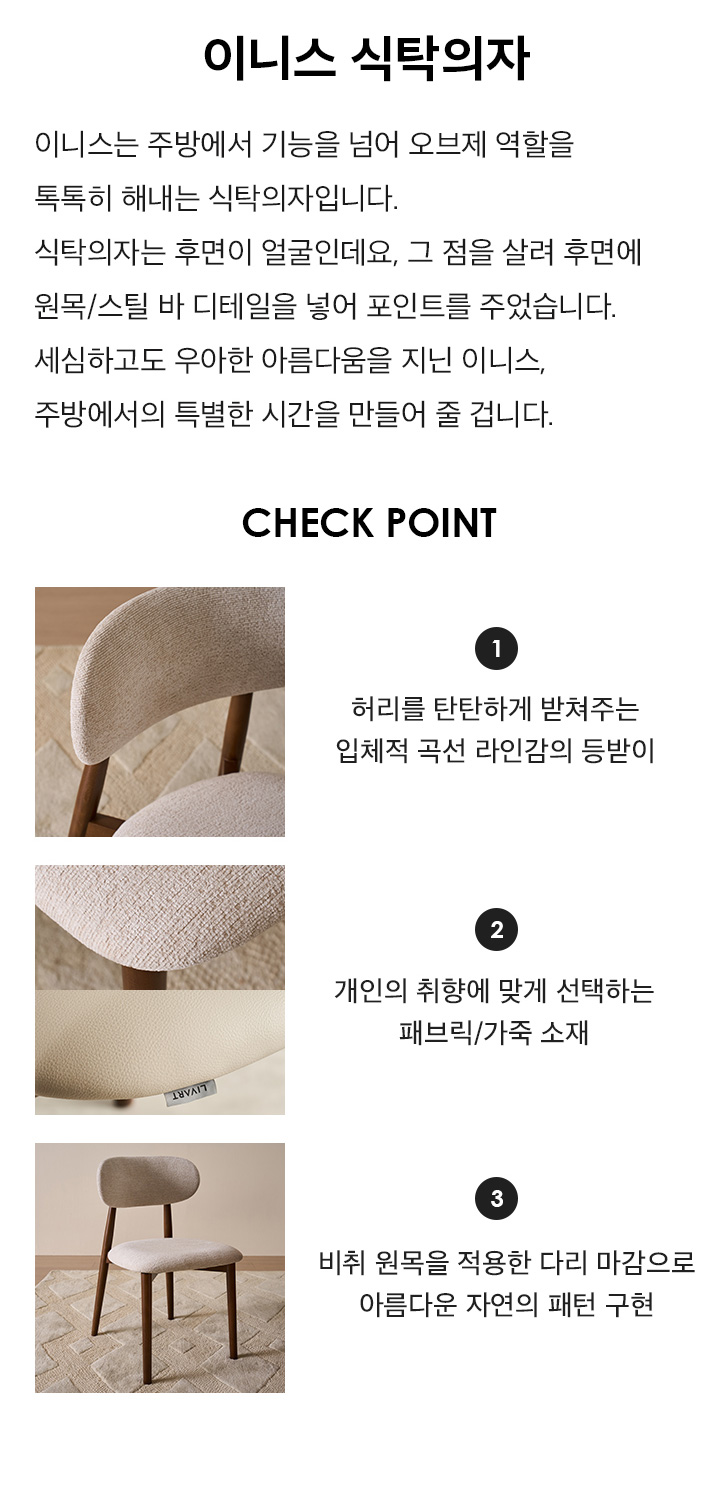 이니스 식탁의자
이니스는 주방에서 기능을 넘어 오브제 역할을
톡톡히 해내는 식탁의자입니다.
식탁의자는 후면이 얼굴인데요, 그 점을 살려 후면에
원목/스틸 바 디테일을 넣어 포인트를 주었습니다.
세심하고도 우아한 아름다움을 지닌 이니스,
주방에서의 특별한 시간을 만들어 줄 겁니다.
CHECK POINT
1
허리를 탄탄하게 받쳐주는
입체적 곡선 라인감의 등받이
2
개인의 취향에 맞게 선택하는
패브릭/가죽 소재
LIVART
3
비취 원목을 적용한 다리 마감으로
아름다운 자연의 패턴 구현